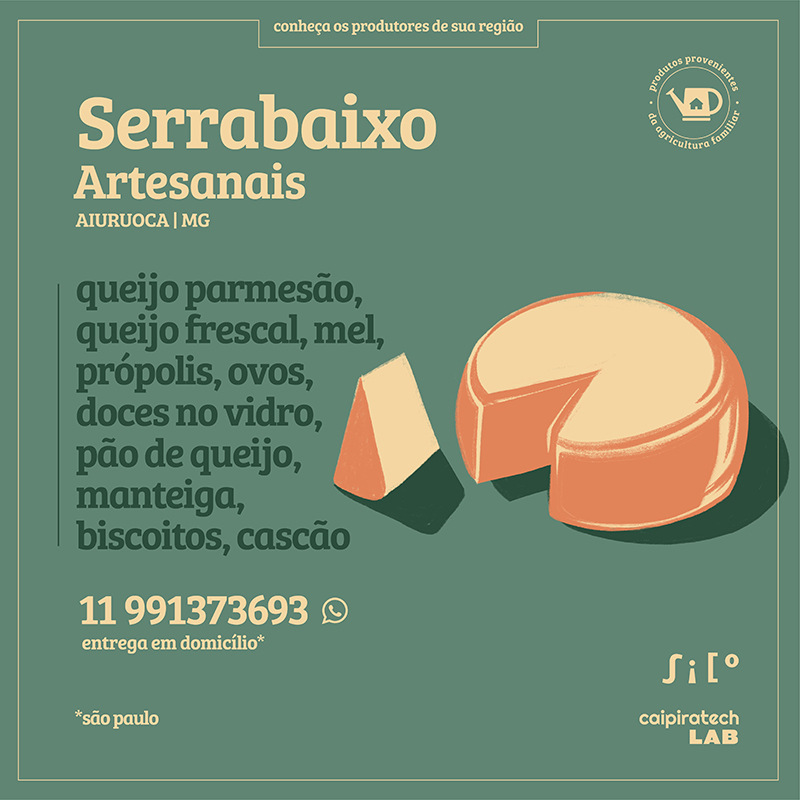 conheça os produtores de sua região
produtos provenientes
da agricultura familiar
Serrabaixo
Artesanais
AIURUOCA | MG
queijo parmesão,
queijo frescal, mel,
própolis, ovos,
doces no vidro,
pão de queijo,
manteiga,
biscoitos, cascão
11 991373693
entrega em domicílio*
*são paulo
silo
caipiratech
LAB